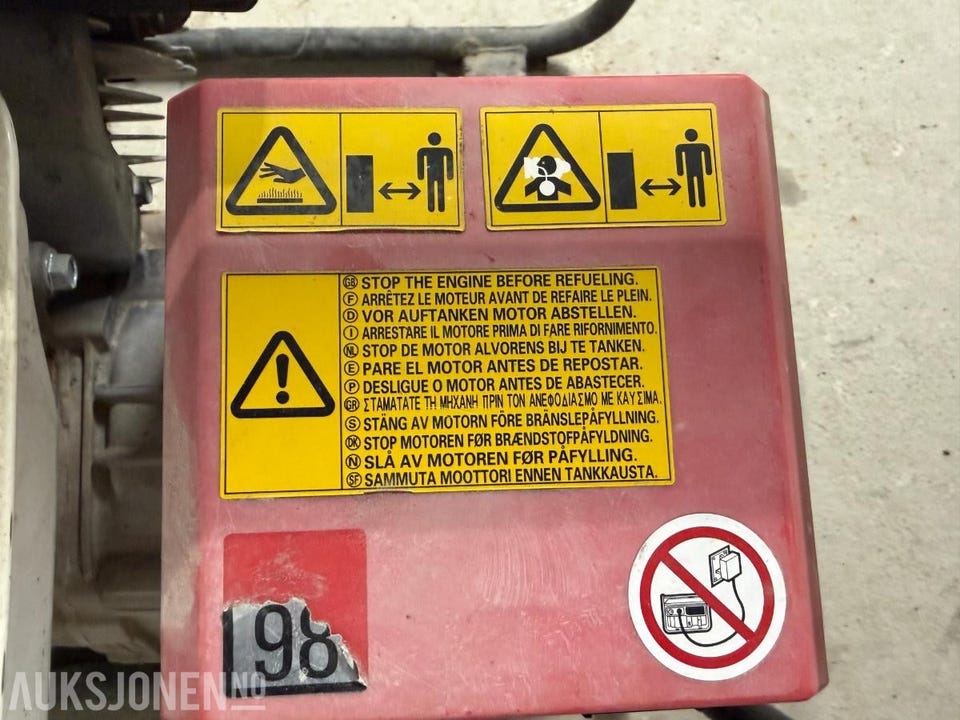 GB STOP THE ENGINE BEFORE REFUELING.
F ARRÊTEZ LE MOTEUR AVANT DE REFAIRE LE PLEIN.
D VOR AUFTANKEN MOTOR ABSTELLEN.
I ARRESTARE IL MOTORE PRIMA DI FARE RIFORNIMENTO.
NL STOP DE MOTOR ALVORENS BIJ TE TANKEN.
E PARE EL MOTOR ANTES DE REPOSTAR.
P DESLIGUE O MOTOR ANTES DE ABASTECER.
GR ΣΤΑΜΑΤΑΤΕ ΤΗ ΜΗΧΑΝΗ ΠΡΙΝ ΤΟΝ ΑΝΕΦΟΔΙΑΣΜΟ ΜΕ ΚΑΥΣΙΜΑ.
S STÄNG AV MOTORN FÖRE BRÄNSLEPÅFYLLNING.
DK STOP MOTOREN FØR BRÆNDSTOFPÅFYLDNING.
N SLÅ AV MOTOREN FØR PÅFYLLING.
SF SAMMUTA MOOTTORI ENNEN TANKKAUSTA.
98
AUKSJONEN.NO